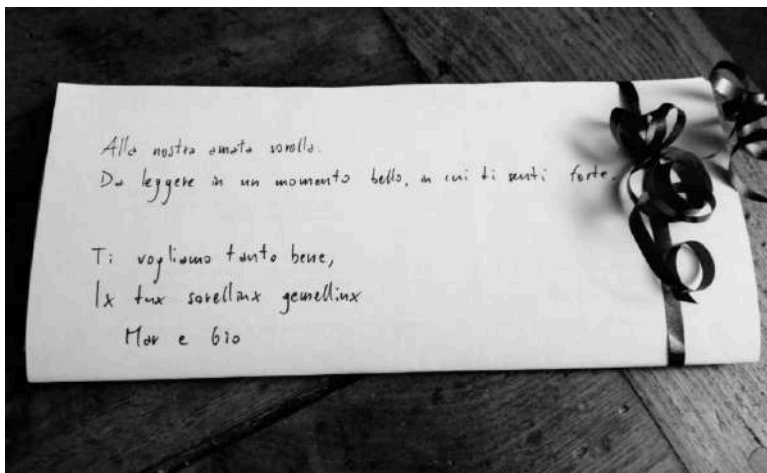 Alla nostra amata sorella.
Da leggere in un momento bello, in cui ti senti forte.
Ti vogliamo tanto bene,
lx tux sorellinx gemellinx
Mar e Gio